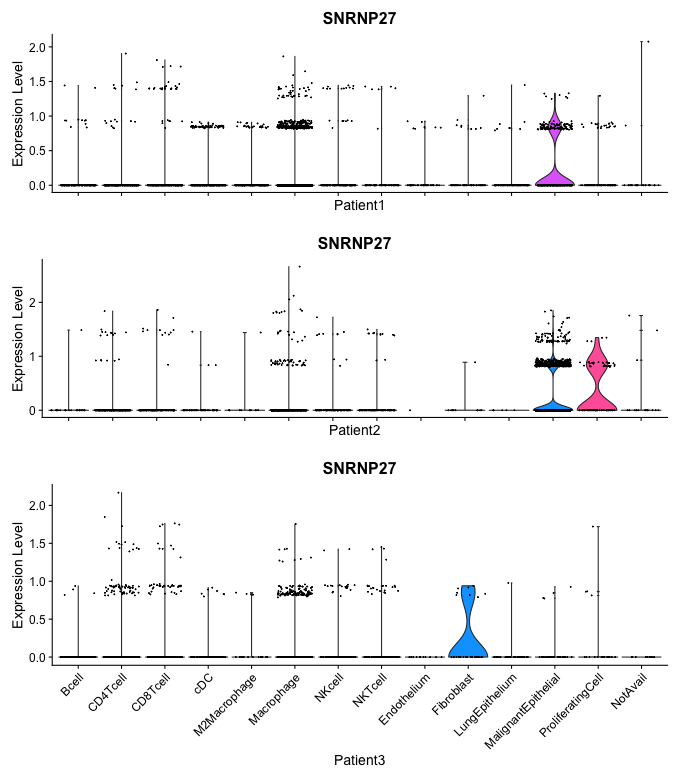 SNRNP27
Expression Level
2.0
1.5
1.0
0.5
0.0
Patient1
SNRNP27
Expression Level
2
1
0
Patient2
SNRNP27
Expression Level
2.0
1.5
1.0
0.5
0.0
Bcell
CD4Tcell
CD8Tcell
cDC
M2Macrophage
Macrophage
NKcell
NKTcell
Endothelium
Fibroblast
LungEpithelium
MalignantEpithelial
ProliferatingCell
NotAvail
Patient3